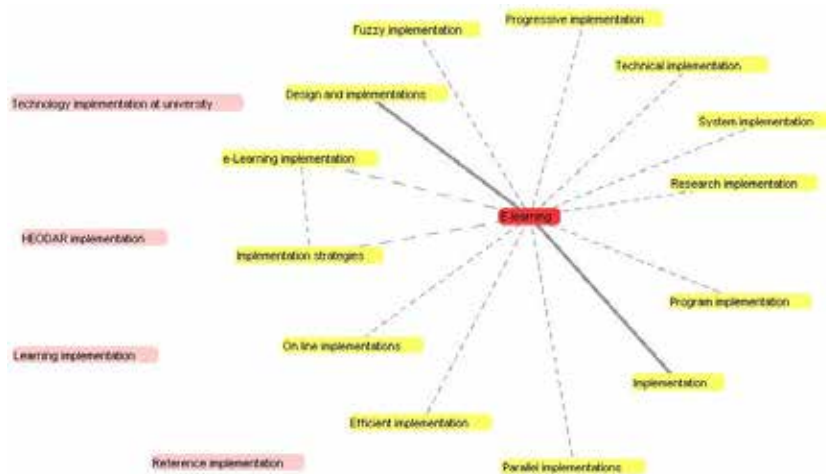 Progressive implementation
Fuzzy implementation
Technical implementation
Design and implementations
Technology implementation at university
System implementation
e-Learning implementation
Research implementation
E-learning
HEODAR implementation
Implementation strategies
Program implementation
On line implementations
Learning implementation
Implementation
Efficient implementation
Reference implementation
Parallel implementations